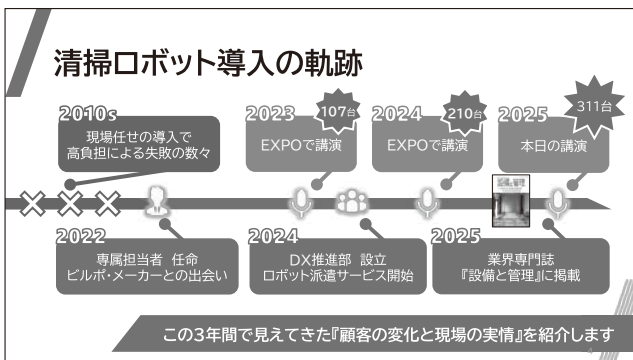 清掃ロボット導入の軌跡
2010s
現場任せの導入で
高負担による失敗の数々
2023
107台
EXPOで講演
2024
210台
EXPOで講演
2025
311台
本日の講演
2022
専属担当者 任命
ビルポ・メーカーとの出会い
2024
DX推進部 設立
ロボット派遣サービス開始
2025
業界専門誌
『設備と管理』に掲載
この3年間で見えてきた『顧客の変化と現場の実情』を紹介します